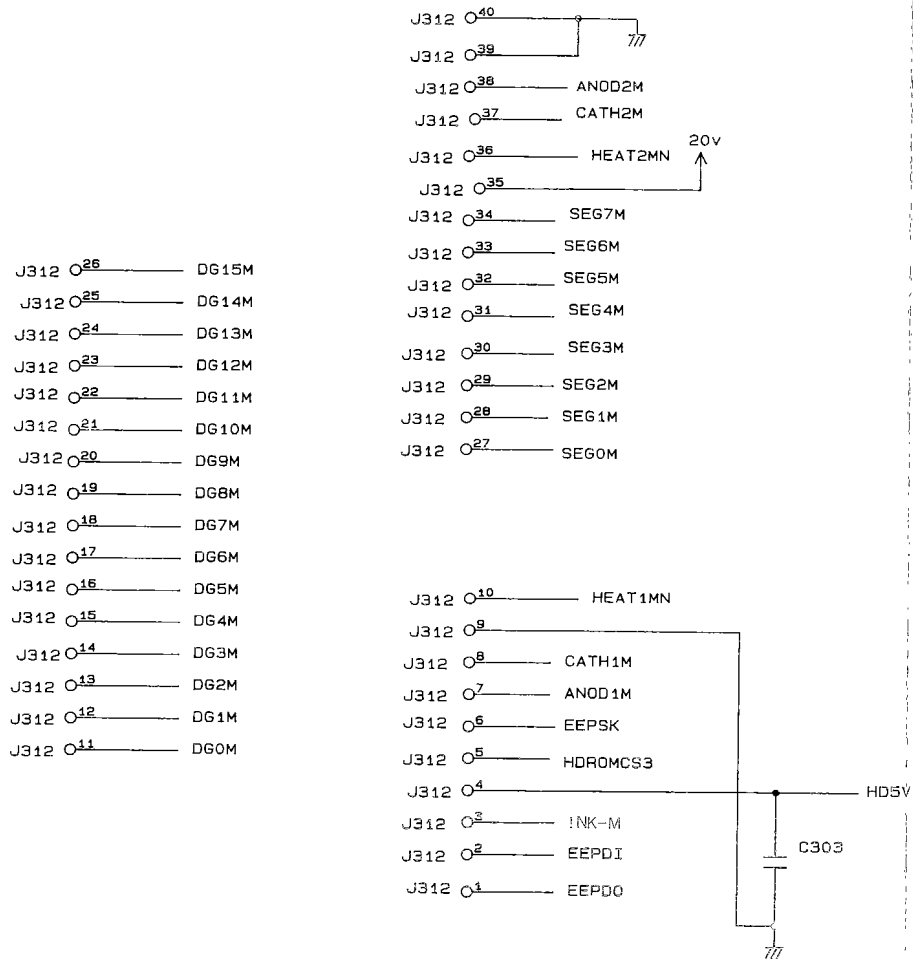 J312 40
J312 39
J312 38 ANOD2M
J312 37 CATH2M
J312 36 HEAT2MN
20V
J312 35
J312 34 SEG7M
J312 33 SEG6M
J312 32 SEG5M
J312 31 SEG4M
J312 30 SEG3M
J312 29 SEG2M
J312 28 SEG1M
J312 27 SEG0M
J312 26 DG15M
J312 25 DG14M
J312 24 DG13M
J312 23 DG12M
J312 22 DG11M
J312 21 DG10M
J312 20 DG9M
J312 19 DG8M
J312 18 DG7M
J312 17 DG6M
J312 16 DG5M
J312 15 DG4M
J312 14 DG3M
J312 13 DG2M
J312 12 DG1M
J312 11 DG0M
J312 10 HEAT1MN
J312 9
J312 8 CATH1M
J312 7 ANOD1M
J312 6 EEPSK
J312 5 HDROMCS3
J312 4 HD5V
J312 3 INK-M
J312 2 EEPDI
J312 1 EEPDO
C303